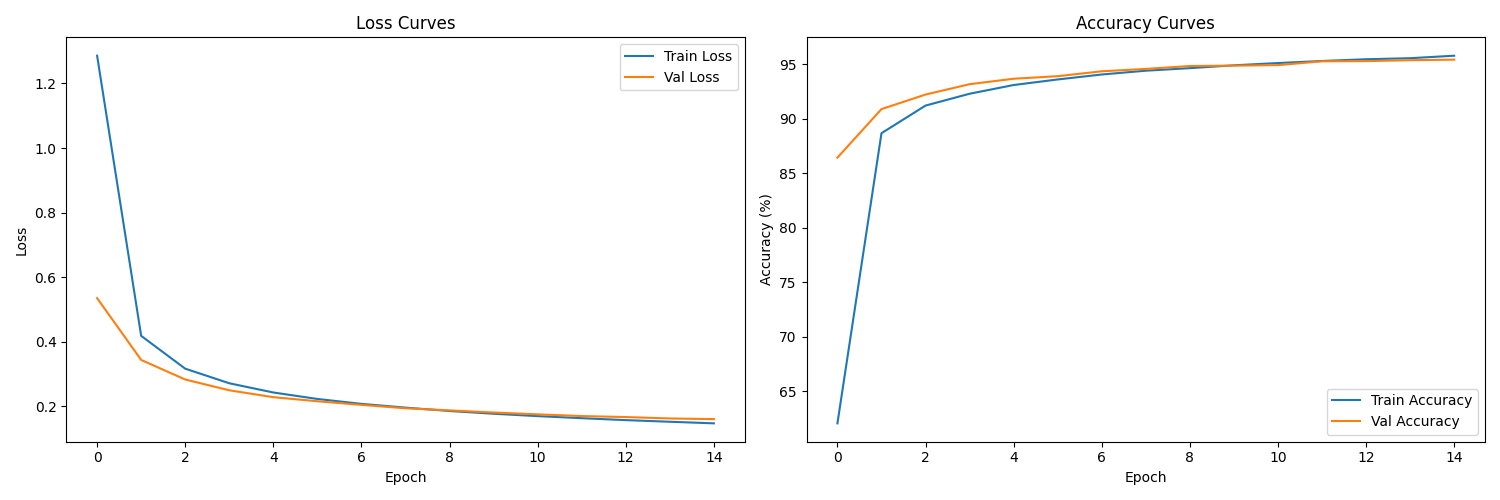 Loss Curves
Train Loss
Val Loss
1.2
1.0
0.8
0.6
0.4
0.2
Loss
0 2 4 6 8 10 12 14
Epoch
Accuracy Curves
95
90
85
80
75
70
65
Accuracy (%)
Train Accuracy
Val Accuracy
0 2 4 6 8 10 12 14
Epoch